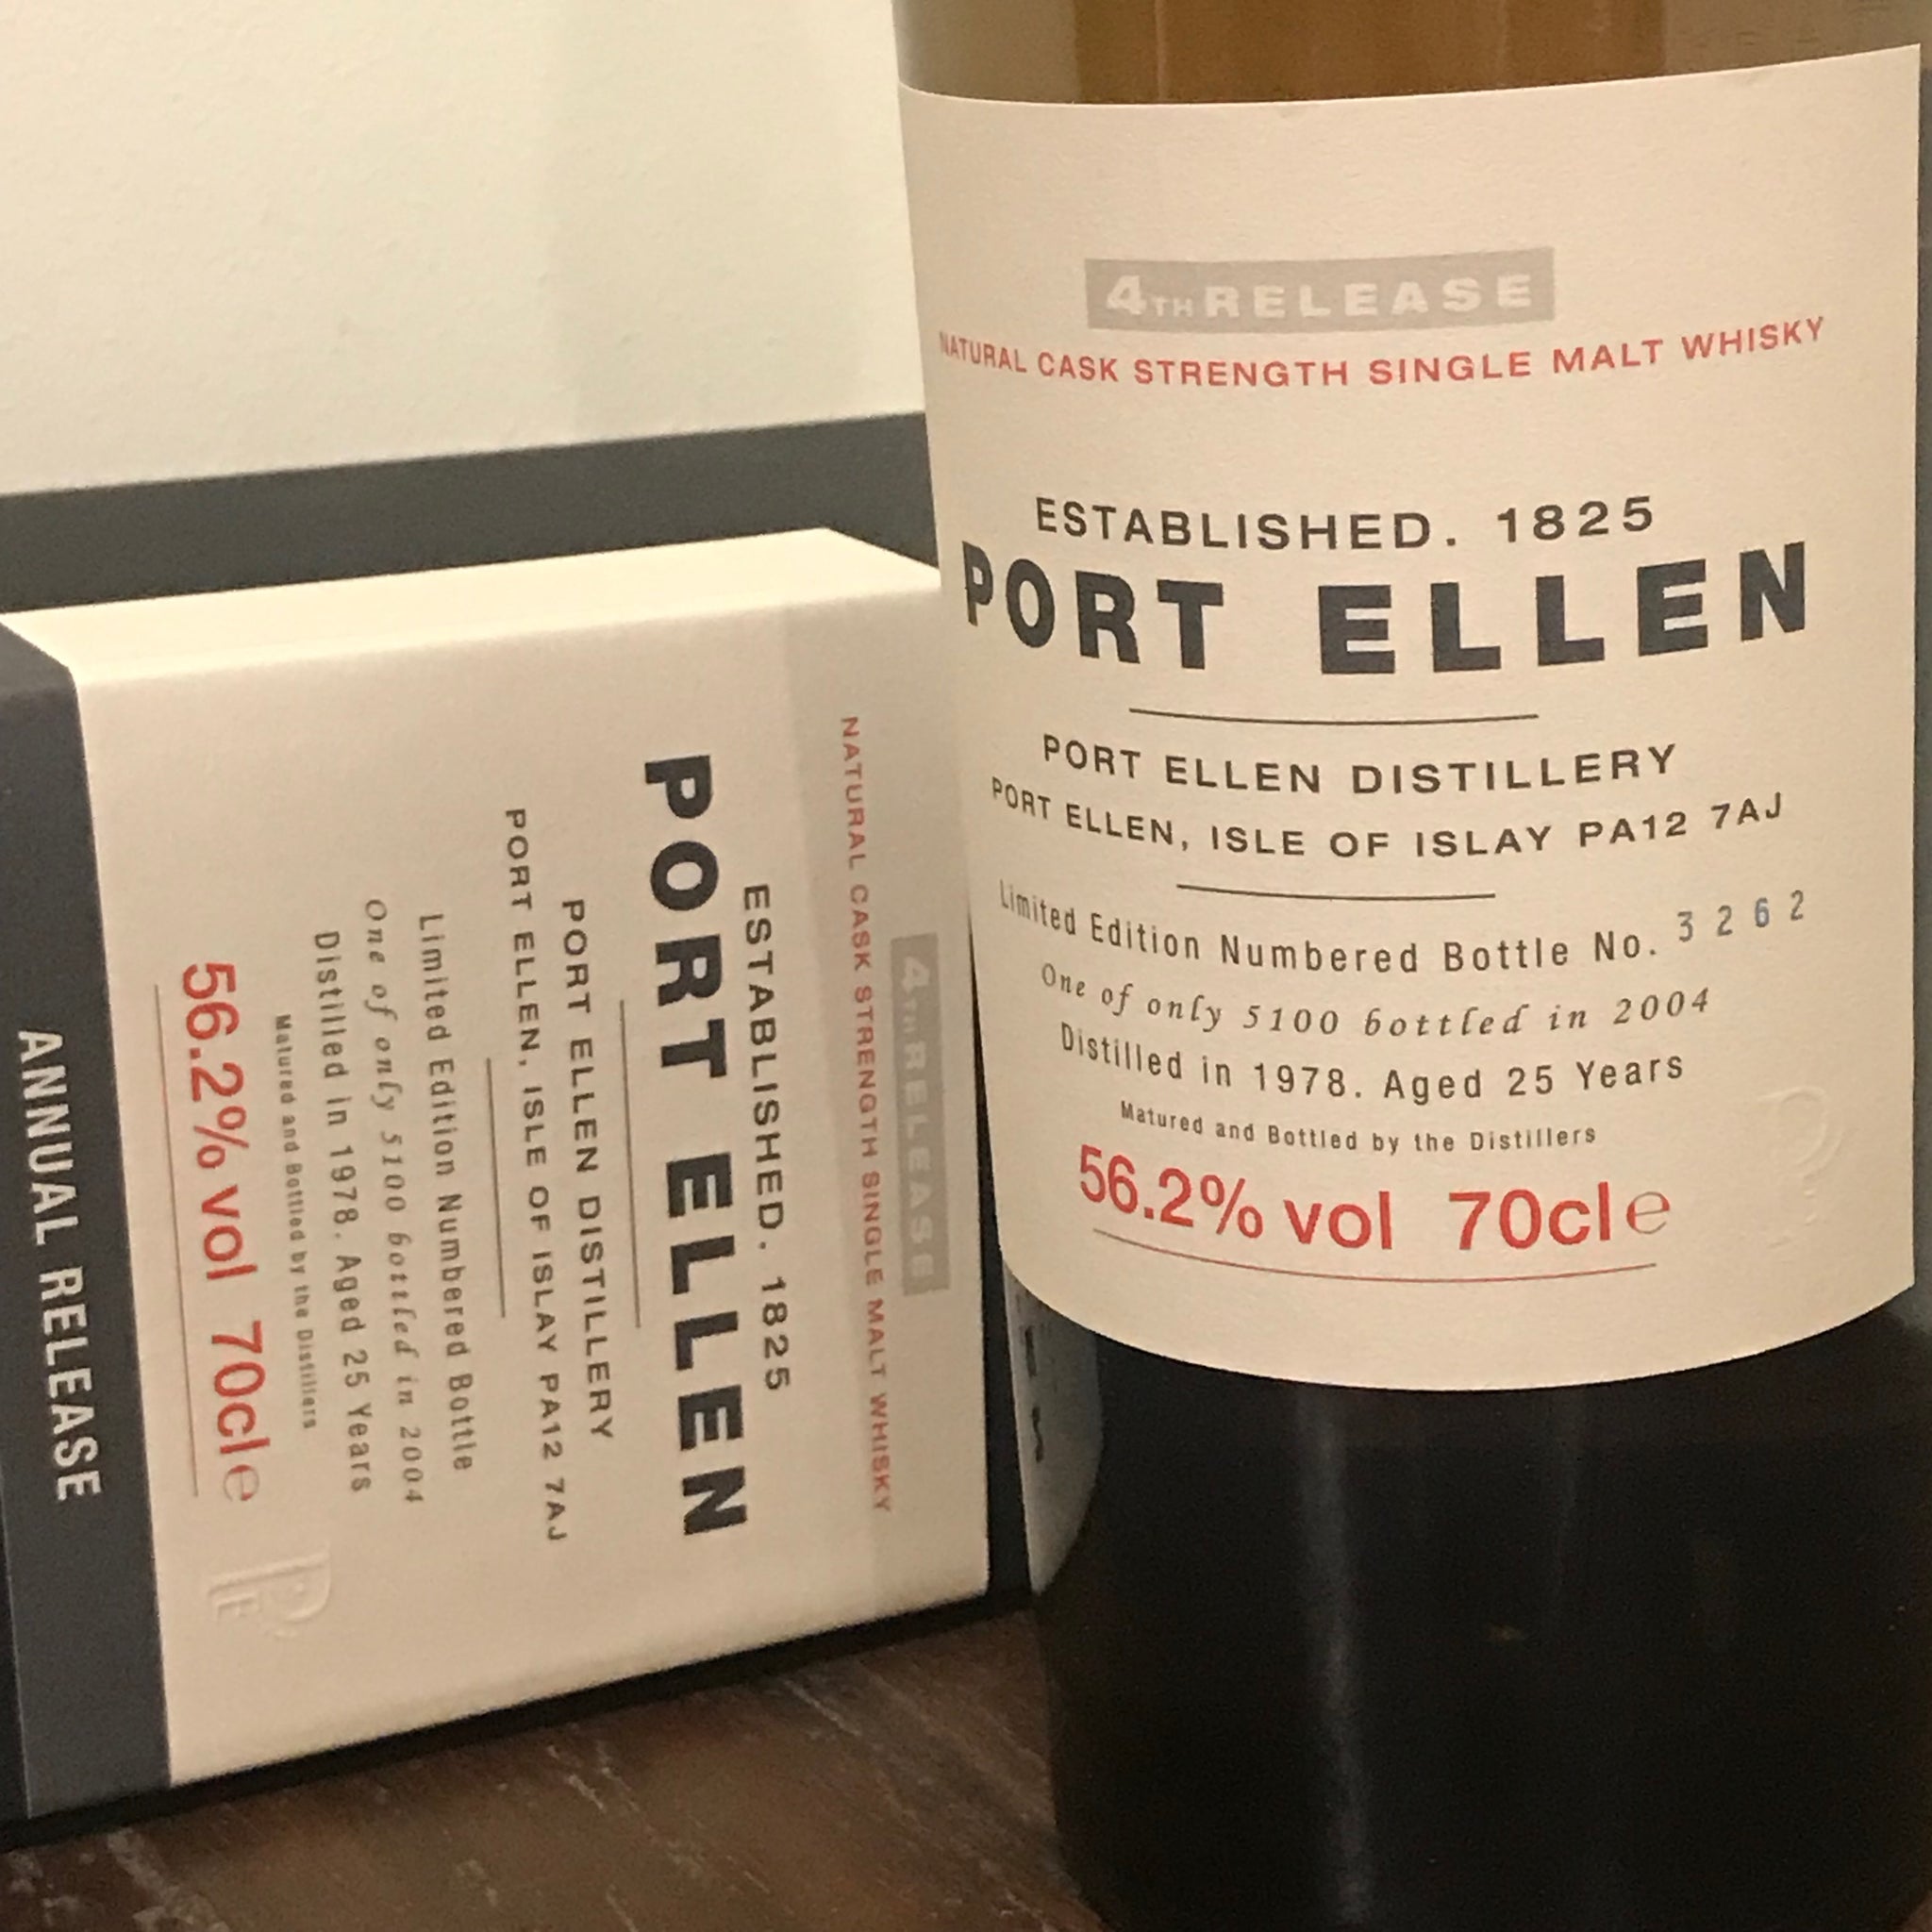 4TH RELEASE
NATURAL CASK STRENGTH SINGLE MALT WHISKY
ESTABLISHED. 1825
PORT ELLEN
PORT ELLEN DISTILLERY
PORT ELLEN, ISLE OF ISLAY PA12 7AJ
Limited Edition Numbered Bottle No. 3262
One of only 5100 bottled in 2004
Distilled in 1978. Aged 25 Years
Matured and Bottled by the Distillers
56.2% vol 70cl e
4TH RELEASE
NATURAL CASK STRENGTH SINGLE MALT WHISKY
ESTABLISHED. 1825
PORT ELLEN
PORT ELLEN DISTILLERY
PORT ELLEN, ISLE OF ISLAY PA12 7AJ
Limited Edition Numbered Bottle
One of only 5100 bottled in 2004
Distilled in 1978. Aged 25 Years
Matured and Bottled by the Distillers
56.2% vol 70cl e
PE
ANNUAL RELEASE